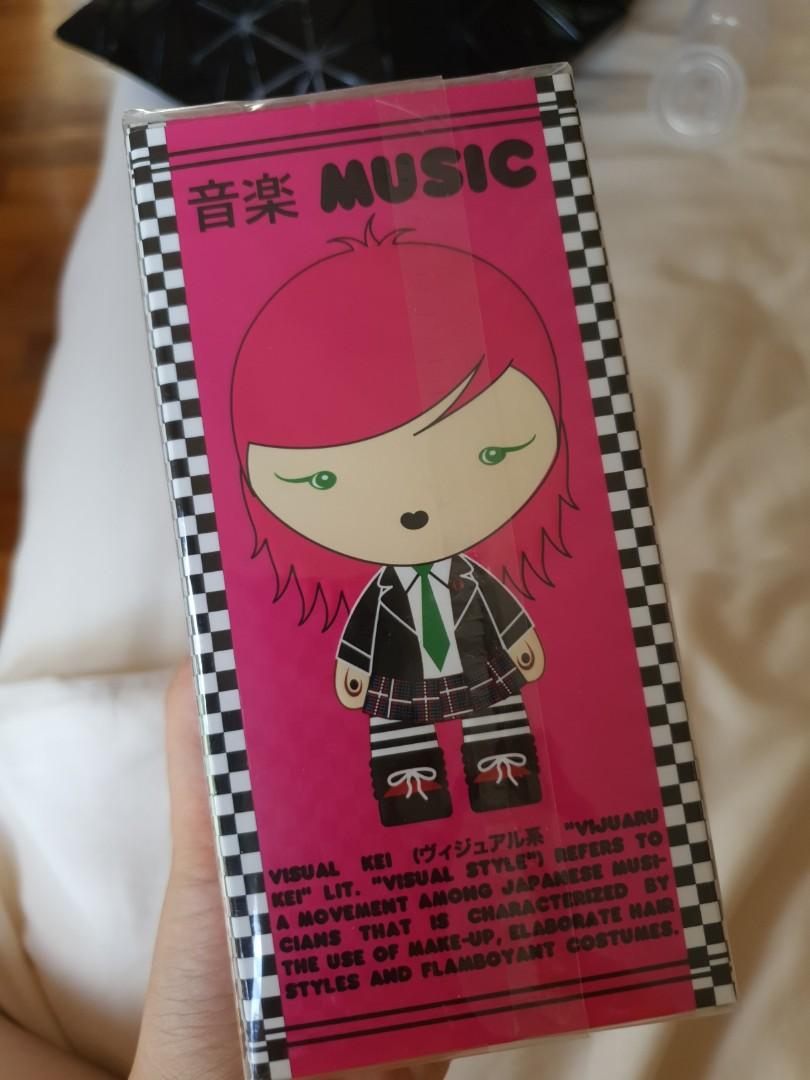 音楽 MUSIC
VISUAL KEI (ヴィジュアル系 "VIJUARU
KEI" LIT. "VISUAL STYLE") REFERS TO
A MOVEMENT AMONG JAPANESE MUSI-
CIANS THAT IS CHARACTERIZED BY
THE USE OF MAKE-UP, ELABORATE HAIR
STYLES AND FLAMBOYANT COSTUMES.